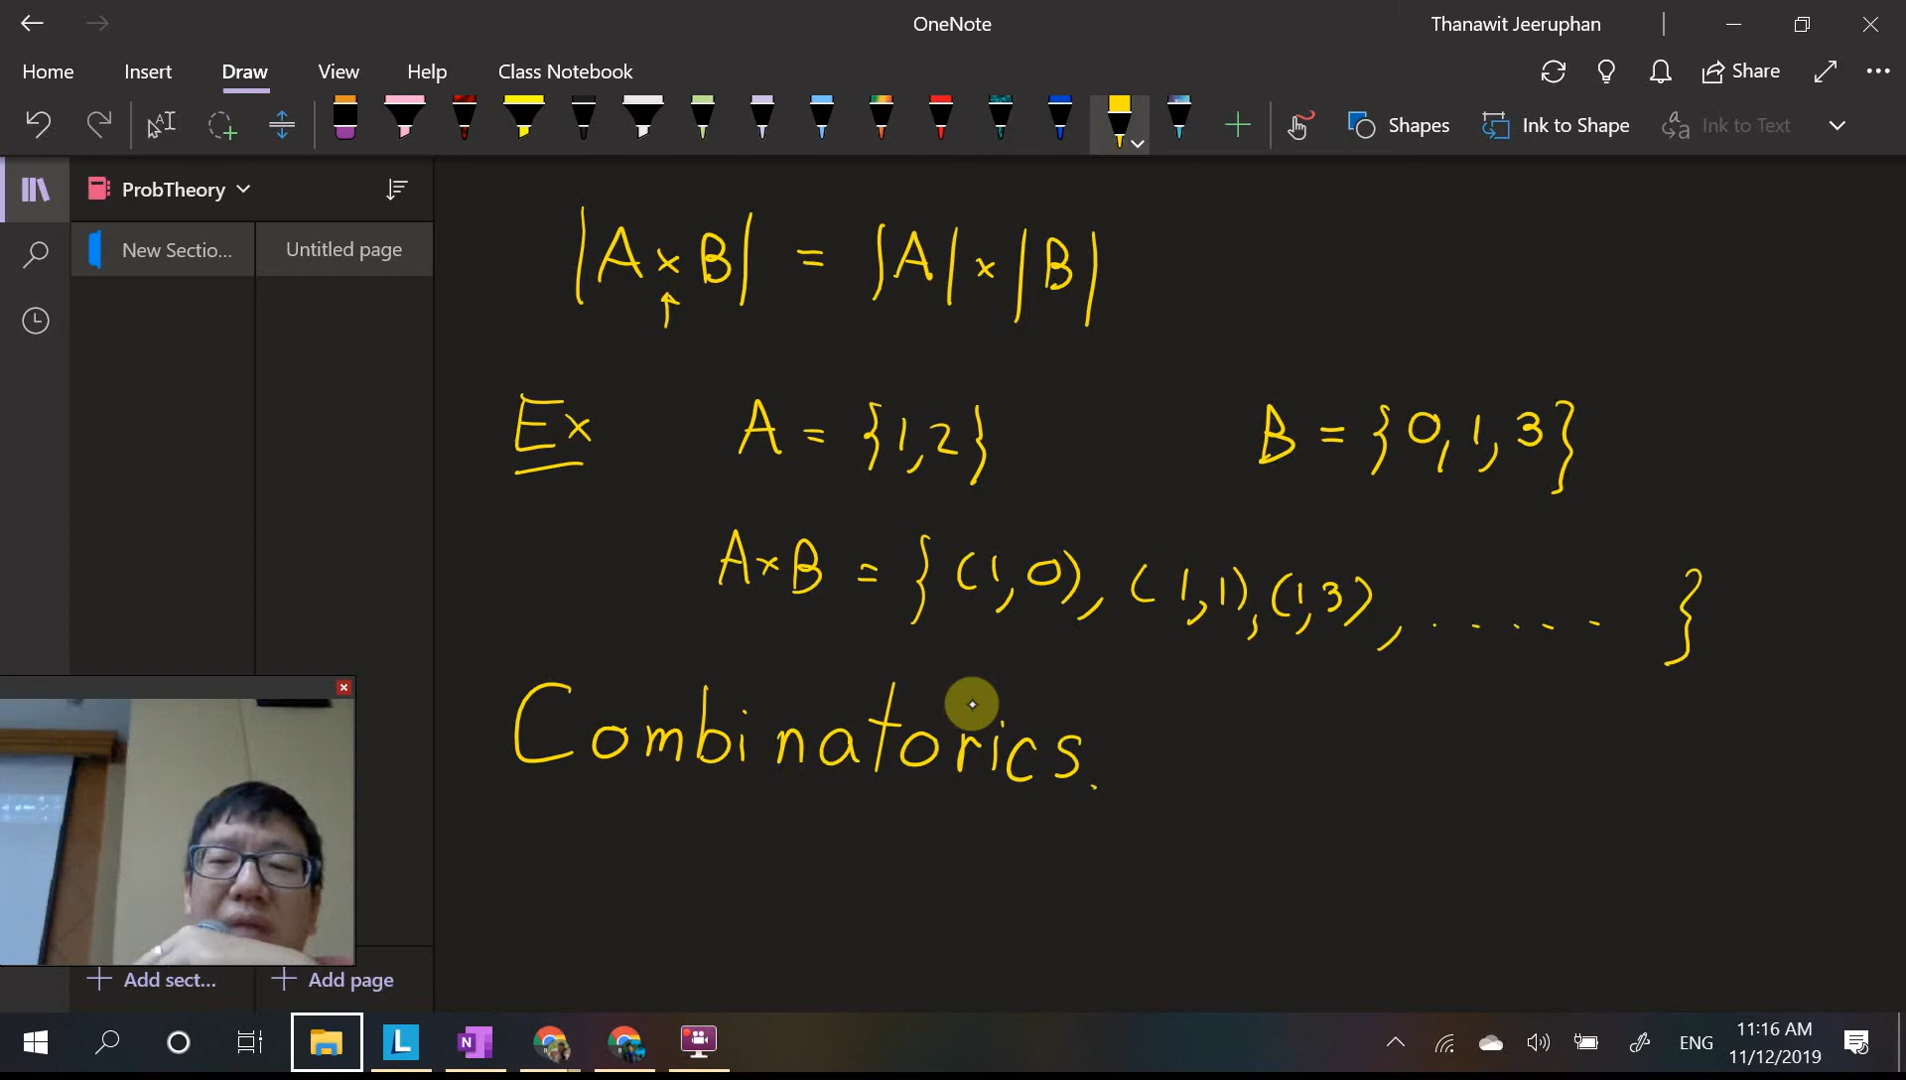 OneNote
Thanawit Jeeruphan
Home Insert Draw View Help Class Notebook
Share
Shapes Ink to Shape Ink to Text
ProbTheory
New Sectio... Untitled page
|A × B| = |A| × |B|
Ex A = {1,2} B = {0, 1, 3}
A×B = {(1,0), (1,1), (1,3), ..... }
Combinatorics.
Add sect... Add page
ENG
11:16 AM
11/12/2019